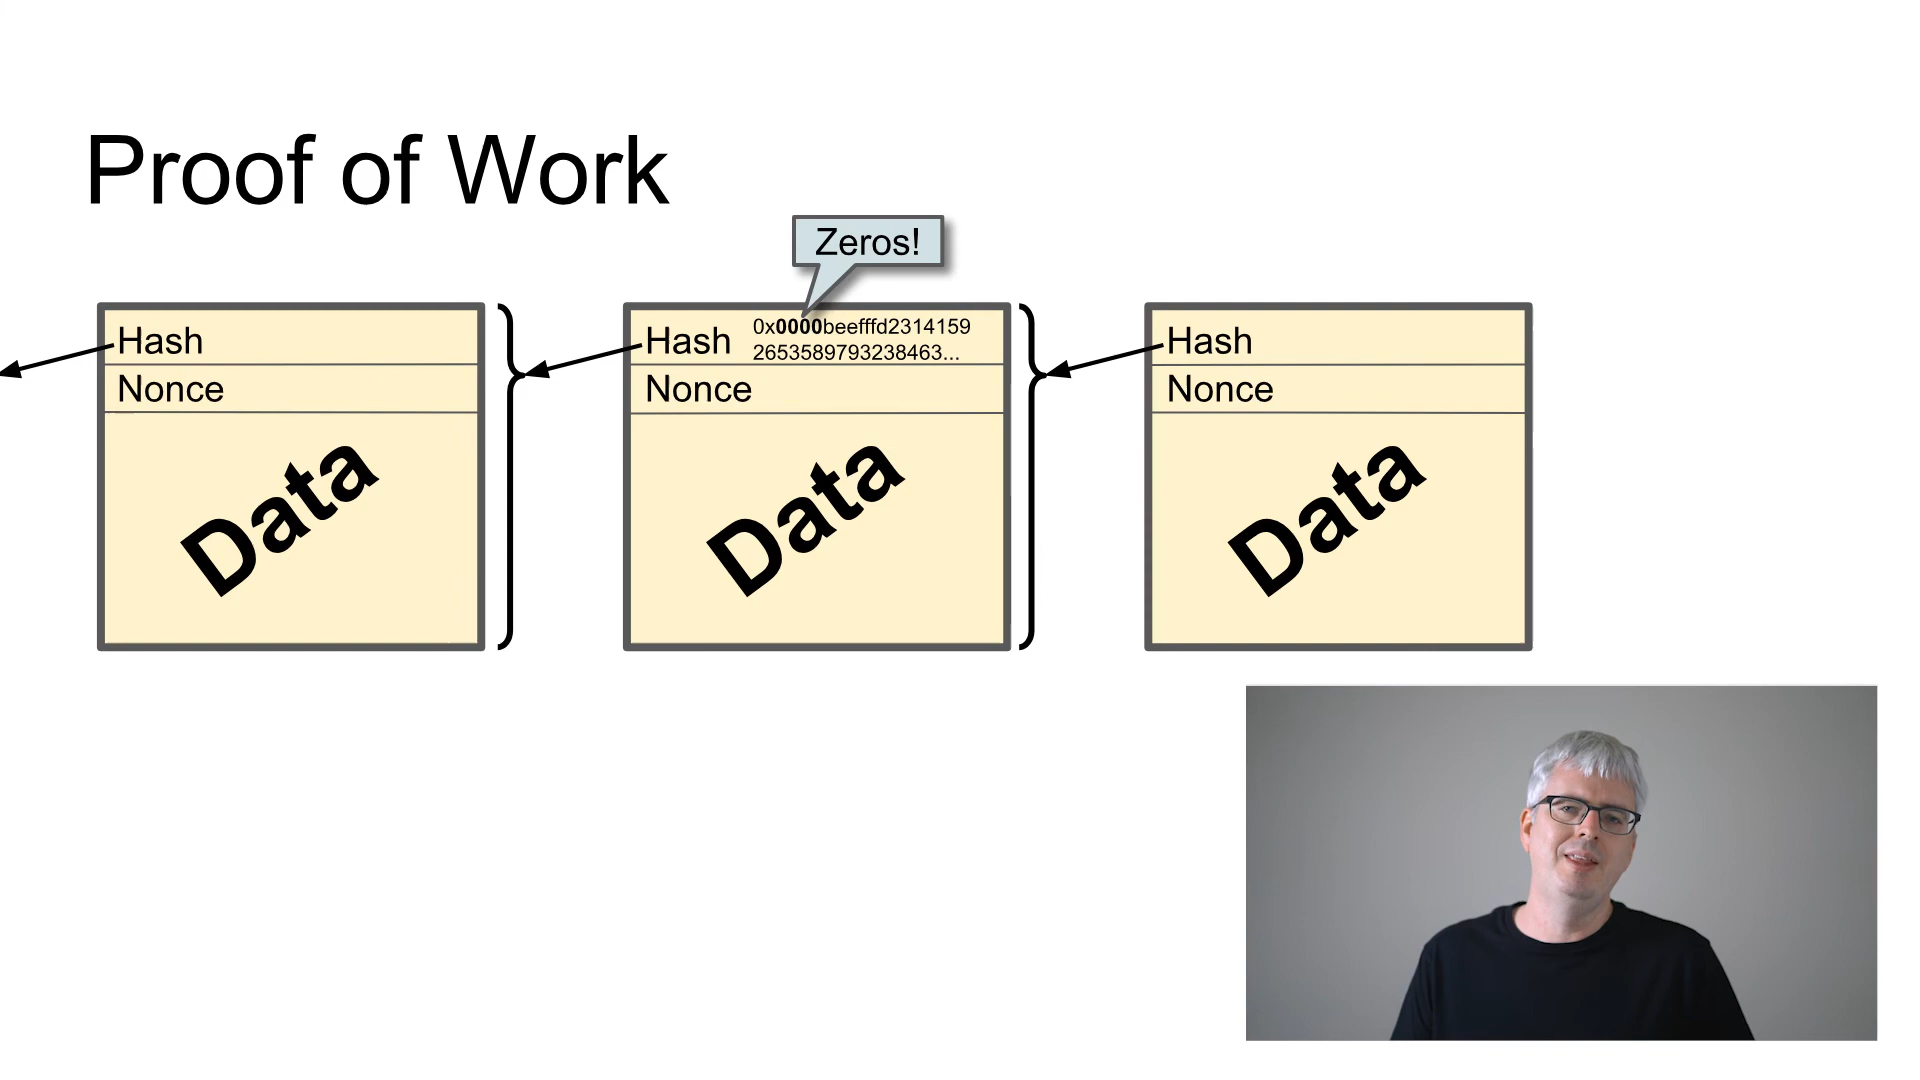 Proof of Work
Zeros!
Hash
Nonce
Data
Hash
0x0000beefffd2314159
2653589793238463...
Nonce
Data
Hash
Nonce
Data